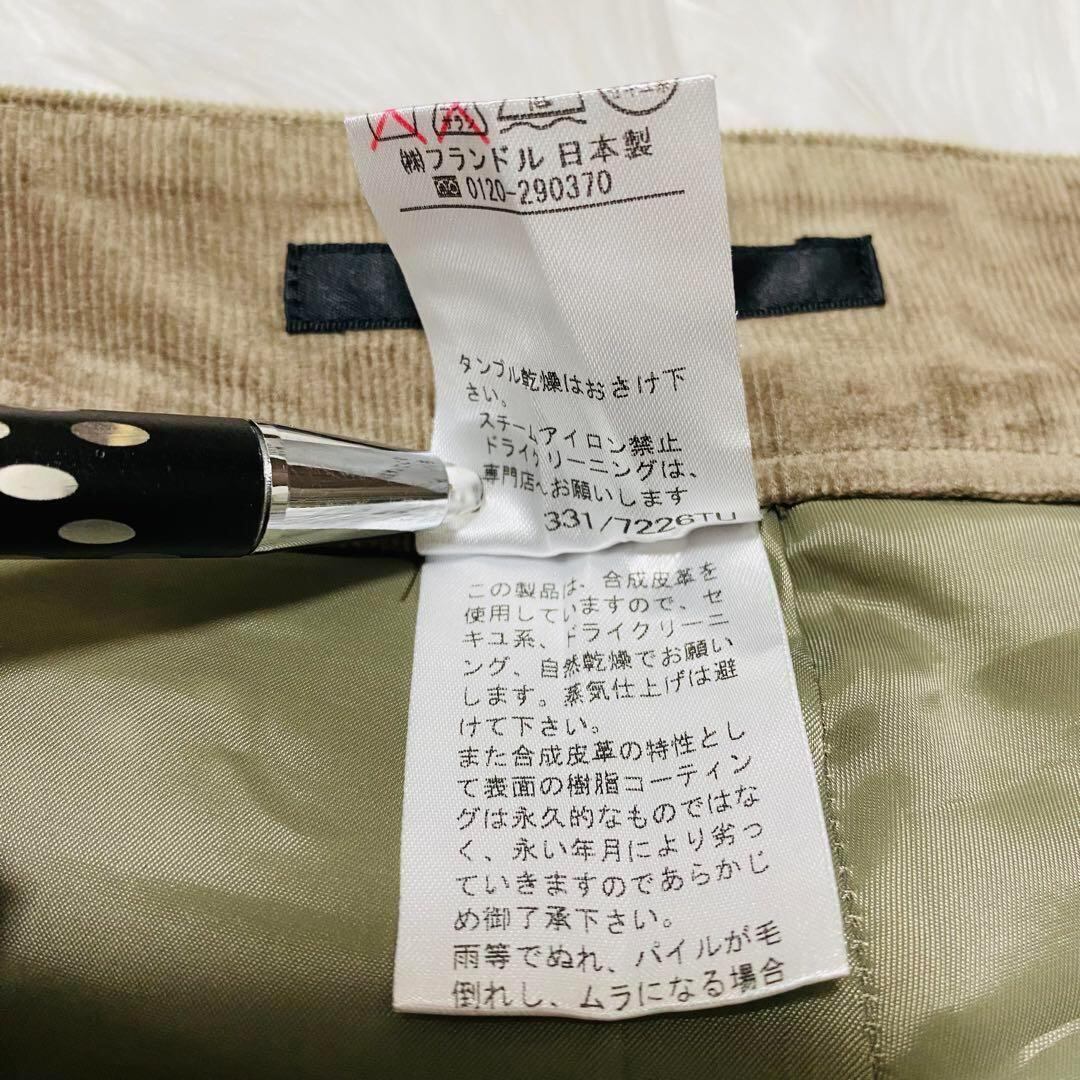 ㈱フランドル 日本製
0120-290370
タンブル乾燥はおさけ下
さい。
スチームアイロン禁止
ドライクリーニングは、
専門店へお願いします
331/7226TU
この製品は、合成皮革を
使用していますので、セ
キユ系、ドライクリーニ
ング、自然乾燥でお願い
します。蒸気仕上げは避
けて下さい。
また合成皮革の特性とし
て表面の樹脂コーティン
グは永久的なものではな
く、永い年月により劣っ
ていきますのであらかじ
め御了承下さい。
雨等でぬれ、パイルが毛
倒れし、ムラになる場合